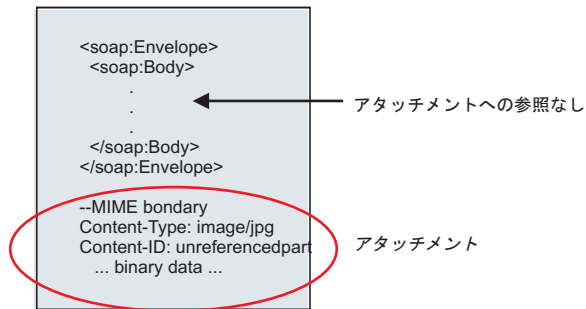 <soap:Envelope>
<soap:Body>
.
.
.
アタッチメントへの参照なし
</soap:Body>
</soap:Envelope>
--MIME bondary
Content-Type: image/jpg
Content-ID: unreferencedpart
... binary data ...
アタッチメント